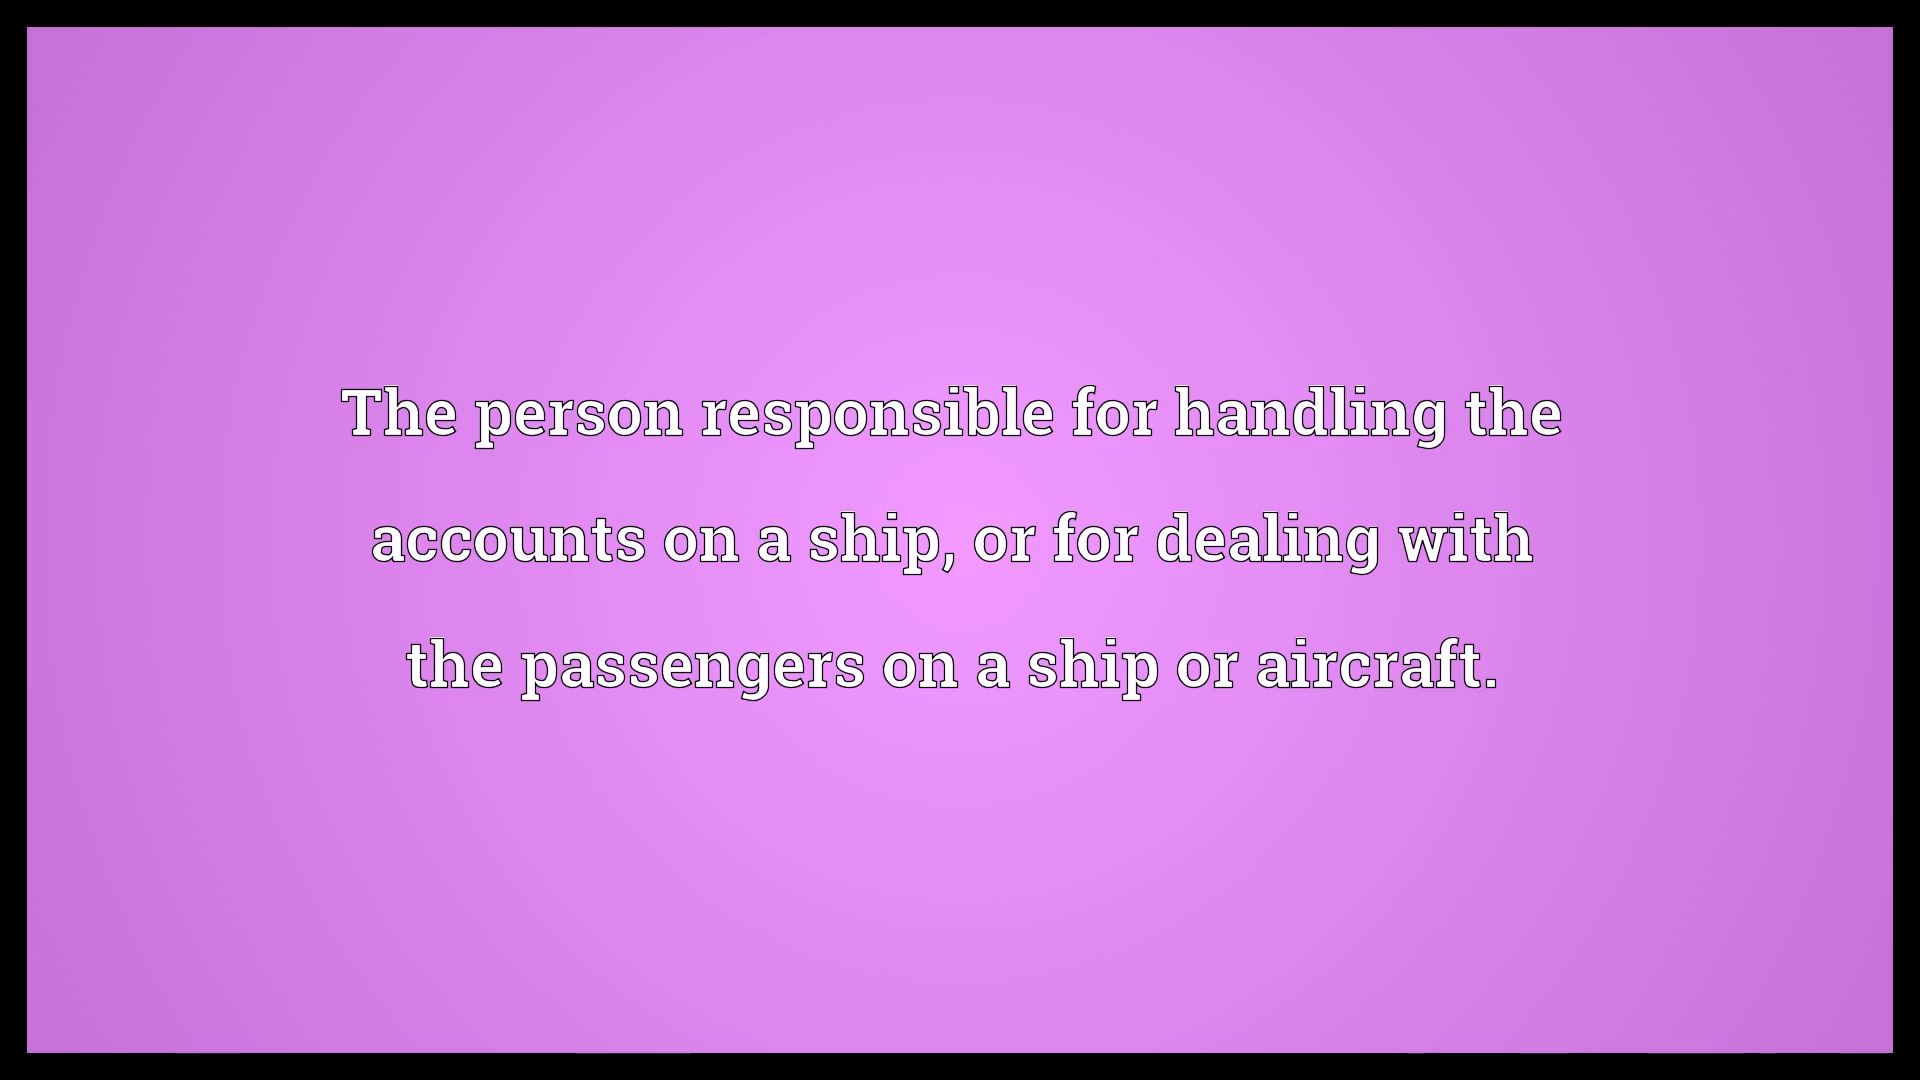 The person responsible for handling the
accounts on a ship, or for dealing with
the passengers on a ship or aircraft.